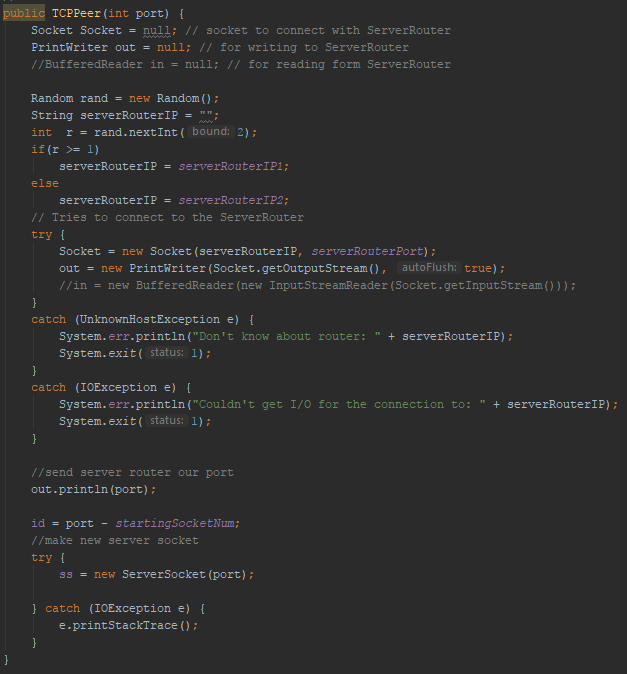 public TCPPeer(int port) {
Socket Socket = null; // socket to connect with ServerRouter
PrintWriter out = null; // for writing to ServerRouter
//BufferedReader in = null; // for reading form ServerRouter
Random rand = new Random();
String serverRouterIP = "";
int  r = rand.nextInt( bound: 2);
if(r >= 1)
serverRouterIP = serverRouterIP1;
else
serverRouterIP = serverRouterIP2;
// Tries to connect to the ServerRouter
try {
Socket = new Socket(serverRouterIP, serverRouterPort);
out = new PrintWriter(Socket.getOutputStream(), autoFlush: true);
//in = new BufferedReader(new InputStreamReader(Socket.getInputStream()));
}
catch (UnknownHostException e) {
System.err.println("Don't know about router: " + serverRouterIP);
System.exit( status: 1);
}
catch (IOException e) {
System.err.println("Couldn't get I/O for the connection to: " + serverRouterIP);
System.exit( status: 1);
}
//send server router our port
out.println(port);
id = port - startingSocketNum;
//make new server socket
try {
ss = new ServerSocket(port);
} catch (IOException e) {
e.printStackTrace();
}
}